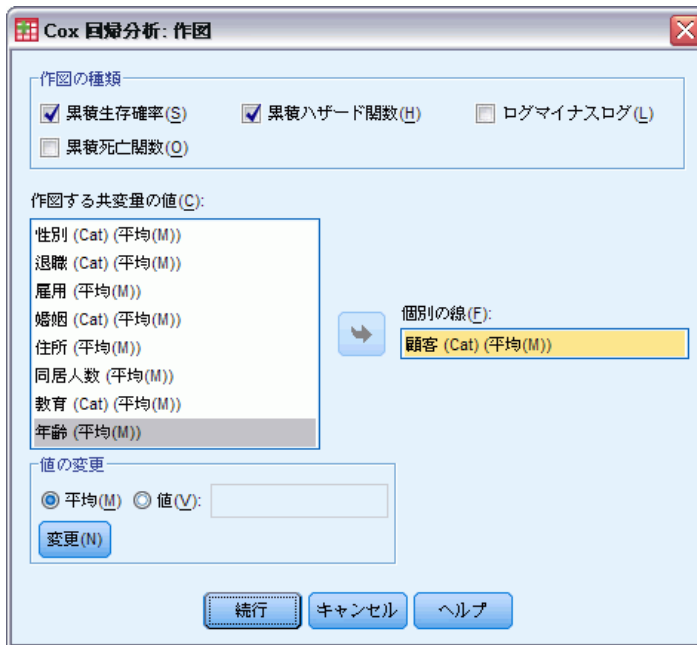 Cox 回帰分析: 作図
作図の種類
累積生存確率(S)
累積ハザード関数(H)
ログマイナスログ(L)
累積死亡関数(O)
作図する共変量の値(C):
性別 (Cat) (平均(M))
退職 (Cat) (平均(M))
雇用 (平均(M))
婚姻 (Cat) (平均(M))
住所 (平均(M))
同居人数 (平均(M))
教育 (Cat) (平均(M))
年齢 (平均(M))
個別の線(F):
顧客 (Cat) (平均(M))
値の変更
平均(M) 値(V):
変更(N)
続行 キャンセル ヘルプ